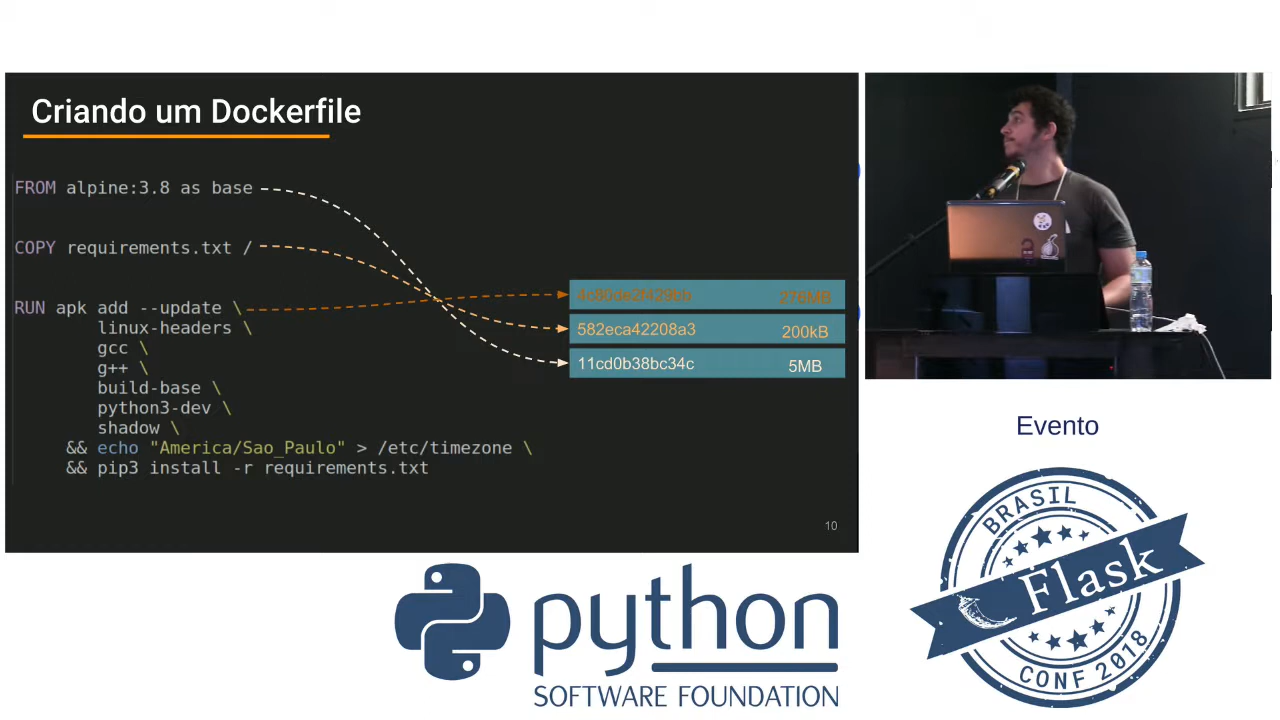 Criando um Dockerfile
FROM alpine:3.8 as base
COPY requirements.txt /
RUN apk add --update \
linux-headers \
gcc \
g++ \
build-base \
python3-dev \
shadow \
&& echo "America/Sao_Paulo" > /etc/timezone \
&& pip3 install -r requirements.txt
4c86de2f429bb 276MB
582eca42208a3 200kB
11cd0b38bc34c 5MB
10
Evento
BRASIL
Flask
CONF 2018
python
SOFTWARE FOUNDATION